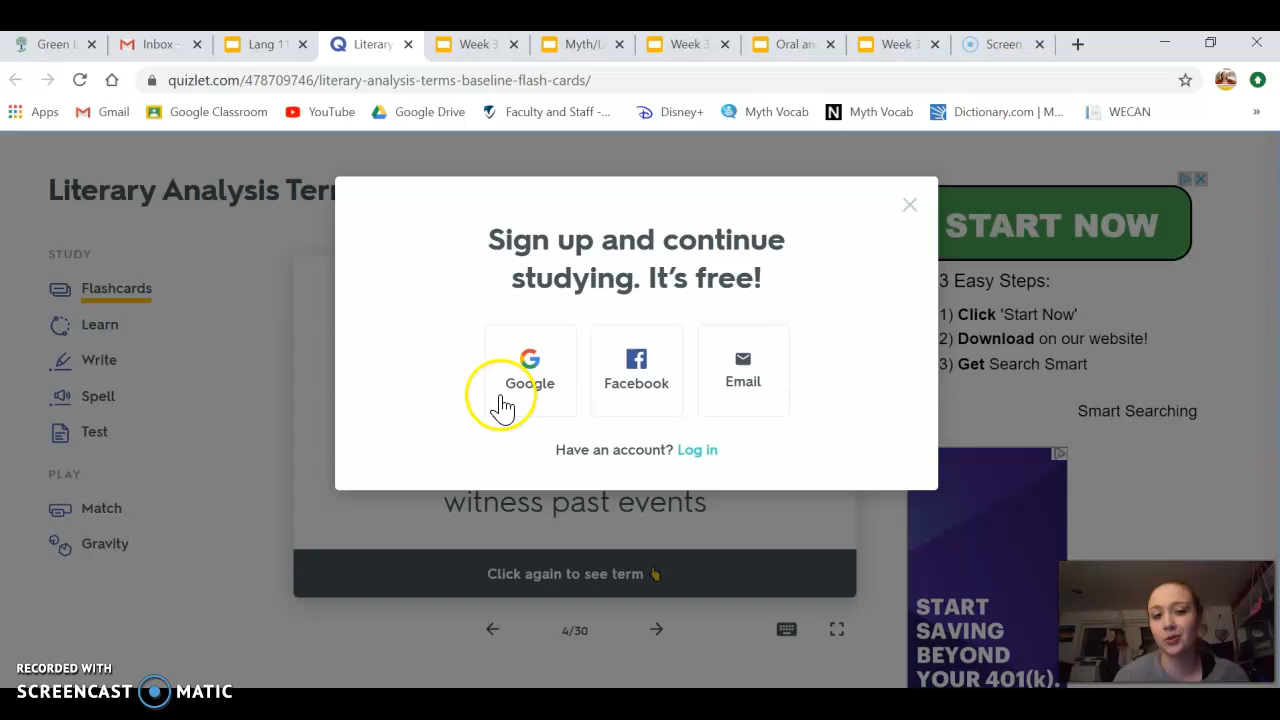 Green
Inbox -
Lang 11
Literary
Week 3
Myth/L
Week 3
Oral an
Week 3
Screen
quizlet.com/478709746/literary-analysis-terms-baseline-flash-cards/
Apps
Gmail
Google Classroom
YouTube
Google Drive
Faculty and Staff -...
Disney+
Myth Vocab
Myth Vocab
Dictionary.com | M...
WECAN
»
Literary Analysis Ter
STUDY
Flashcards
Learn
Write
Spell
Test
PLAY
Match
Gravity
Sign up and continue
studying. It's free!
Google
Facebook
Email
Have an account? Log in
witness past events
Click again to see term 👆
4/30
START NOW
3 Easy Steps:
1) Click 'Start Now'
2) Download on our website!
3) Get Search Smart
Smart Searching
START
SAVING
BEYOND
YOUR 401(k).
RECORDED WITH
SCREENCAST MATIC